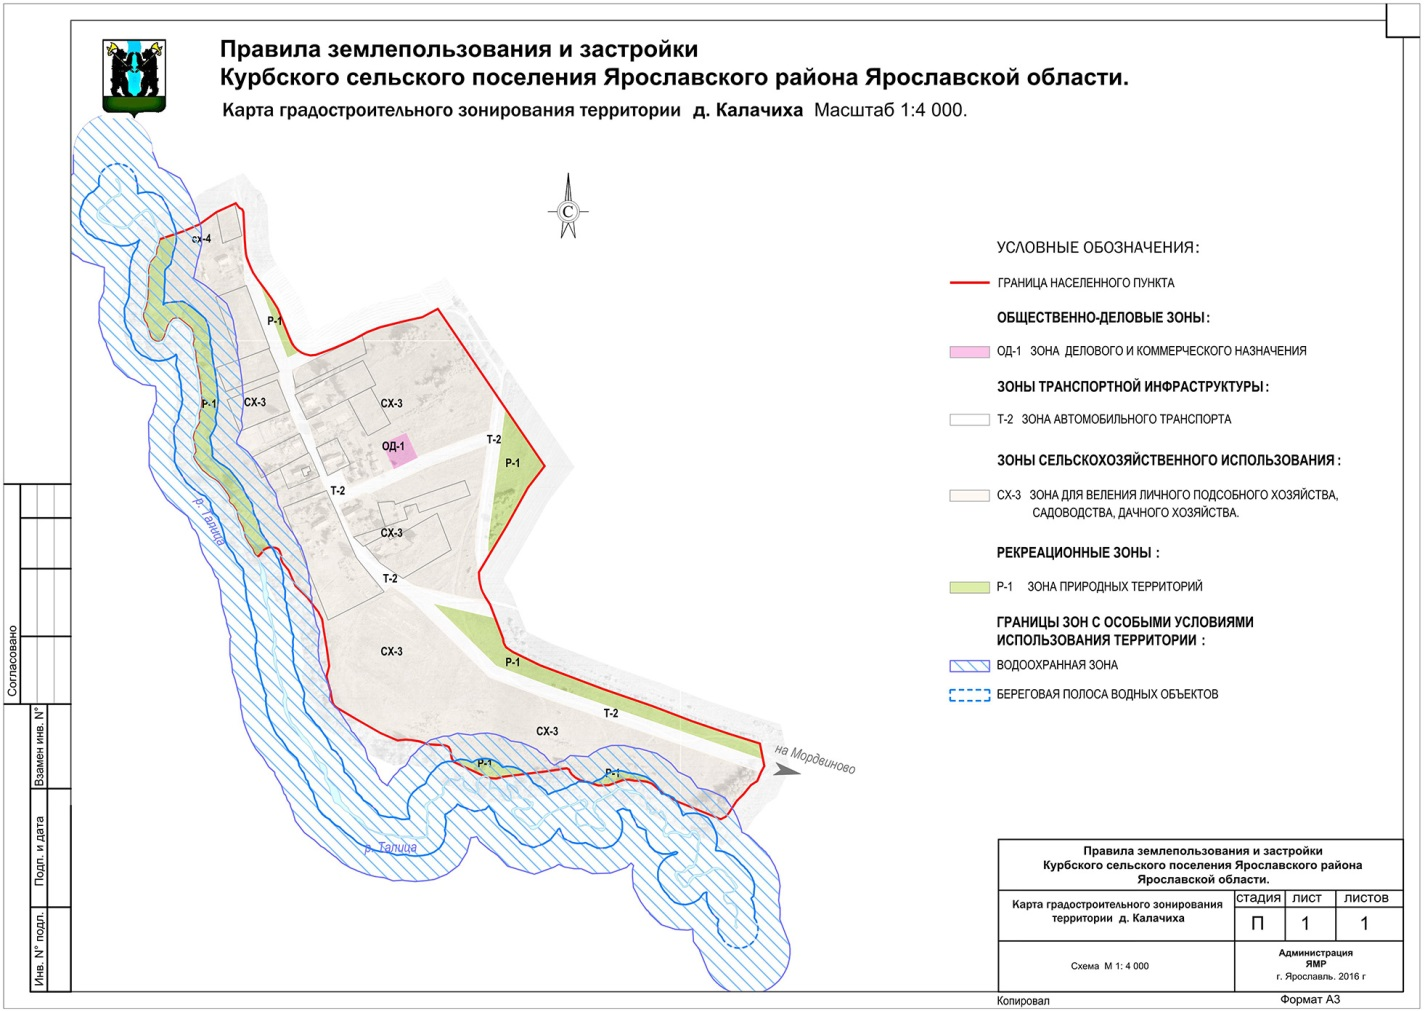 Правила землепользования и застройки
Курбского сельского поселения Ярославского района Ярославской области.
Карта градостроительного зонирования территории д. Калачиха Масштаб 1:4 000.
С
сх-4
Р-1
Р-1
СХ-3
СХ-3
ОД-1
Т-2
Р-1
Т-2
р. Талица
СХ-3
Т-2
СХ-3
Р-1
Т-2
СХ-3
на Мордвиново
Р-1
Р-1
р. Талица
УСЛОВНЫЕ ОБОЗНАЧЕНИЯ:
ГРАНИЦА НАСЕЛЕННОГО ПУНКТА
ОБЩЕСТВЕННО-ДЕЛОВЫЕ ЗОНЫ:
ОД-1 ЗОНА ДЕЛОВОГО И КОММЕРЧЕСКОГО НАЗНАЧЕНИЯ
ЗОНЫ ТРАНСПОРТНОЙ ИНФРАСТРУКТУРЫ:
Т-2 ЗОНА АВТОМОБИЛЬНОГО ТРАНСПОРТА
ЗОНЫ СЕЛЬСКОХОЗЯЙСТВЕННОГО ИСПОЛЬЗОВАНИЯ:
СХ-3 ЗОНА ДЛЯ ВЕЛЕНИЯ ЛИЧНОГО ПОДСОБНОГО ХОЗЯЙСТВА,
САДОВОДСТВА, ДАЧНОГО ХОЗЯЙСТВА.
РЕКРЕАЦИОННЫЕ ЗОНЫ :
Р-1 ЗОНА ПРИРОДНЫХ ТЕРРИТОРИЙ
ГРАНИЦЫ ЗОН С ОСОБЫМИ УСЛОВИЯМИ
ИСПОЛЬЗОВАНИЯ ТЕРРИТОРИИ :
ВОДООХРАННАЯ ЗОНА
БЕРЕГОВАЯ ПОЛОСА ВОДНЫХ ОБЪЕКТОВ
Согласовано
Взамен инв. N°
Подп. и дата
Инв. N° подл.
Правила землепользования и застройки
Курбского сельского поселения Ярославского района
Ярославской области.
Карта градостроительного зонирования
территории д. Калачиха
стадия лист листов
П 1 1
Схема М 1: 4 000
Администрация
ЯМР
г. Ярославль. 2016 г
Копировал
Формат А3